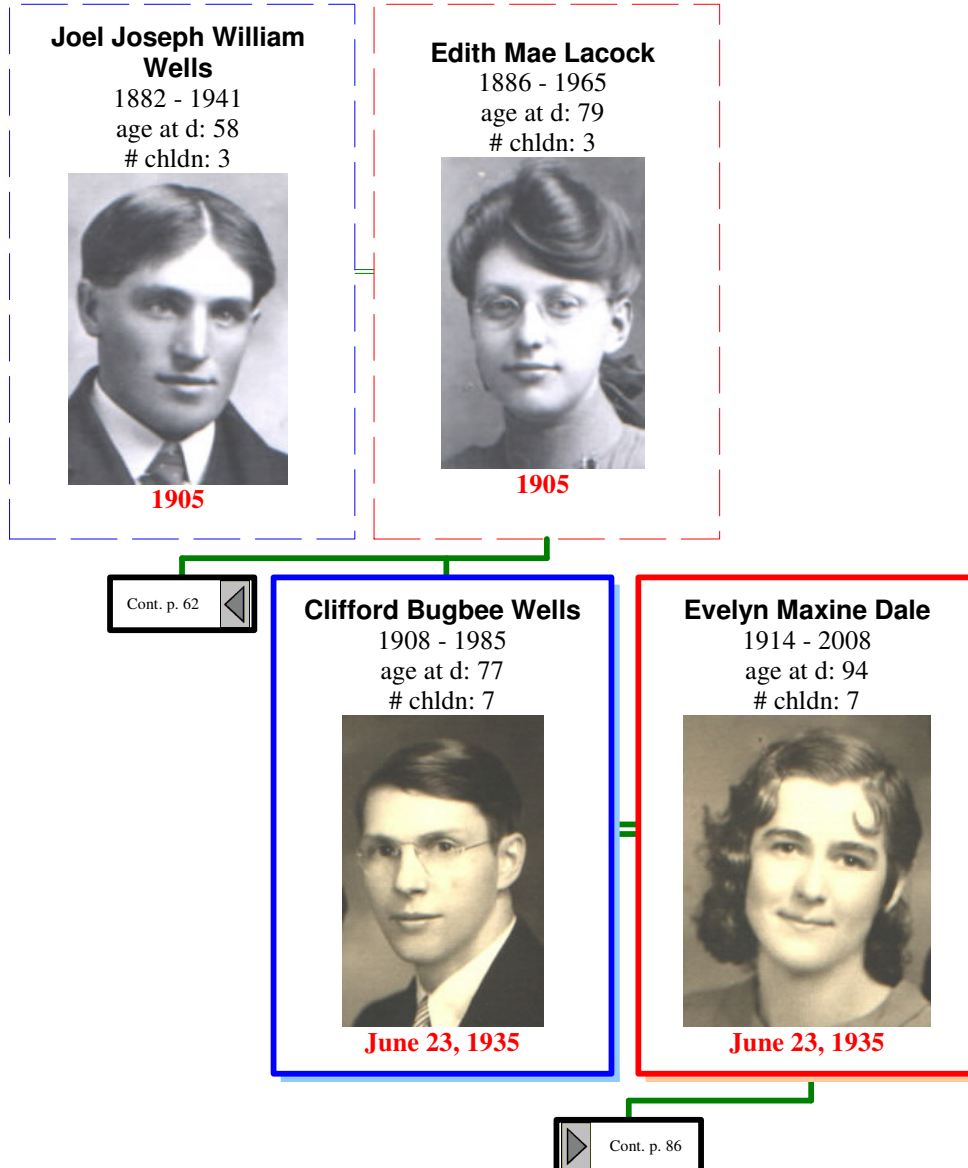 Joel Joseph William
Wells
1882 - 1941
age at d: 58
# chldn: 3
1905
Edith Mae Lacock
1886 - 1965
age at d: 79
# chldn: 3
1905
Cont. p. 62
Clifford Bugbee Wells
1908 - 1985
age at d: 77
# chldn: 7
June 23, 1935
Evelyn Maxine Dale
1914 - 2008
age at d: 94
# chldn: 7
June 23, 1935
Cont. p. 86